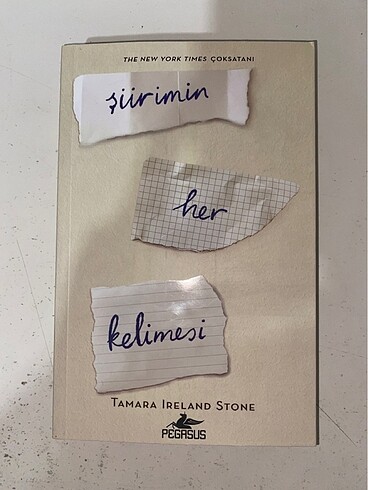 THE NEW YORK TIMES ÇOKSATANI
şiirimin
her
kelimesi
TAMARA IRELAND STONE
PEGASUS